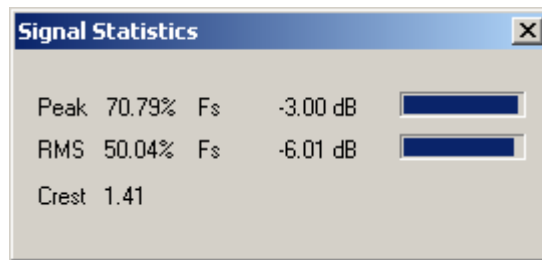 Signal Statistics
Peak 70.79% Fs -3.00 dB
RMS 50.04% Fs -6.01 dB
Crest 1.41